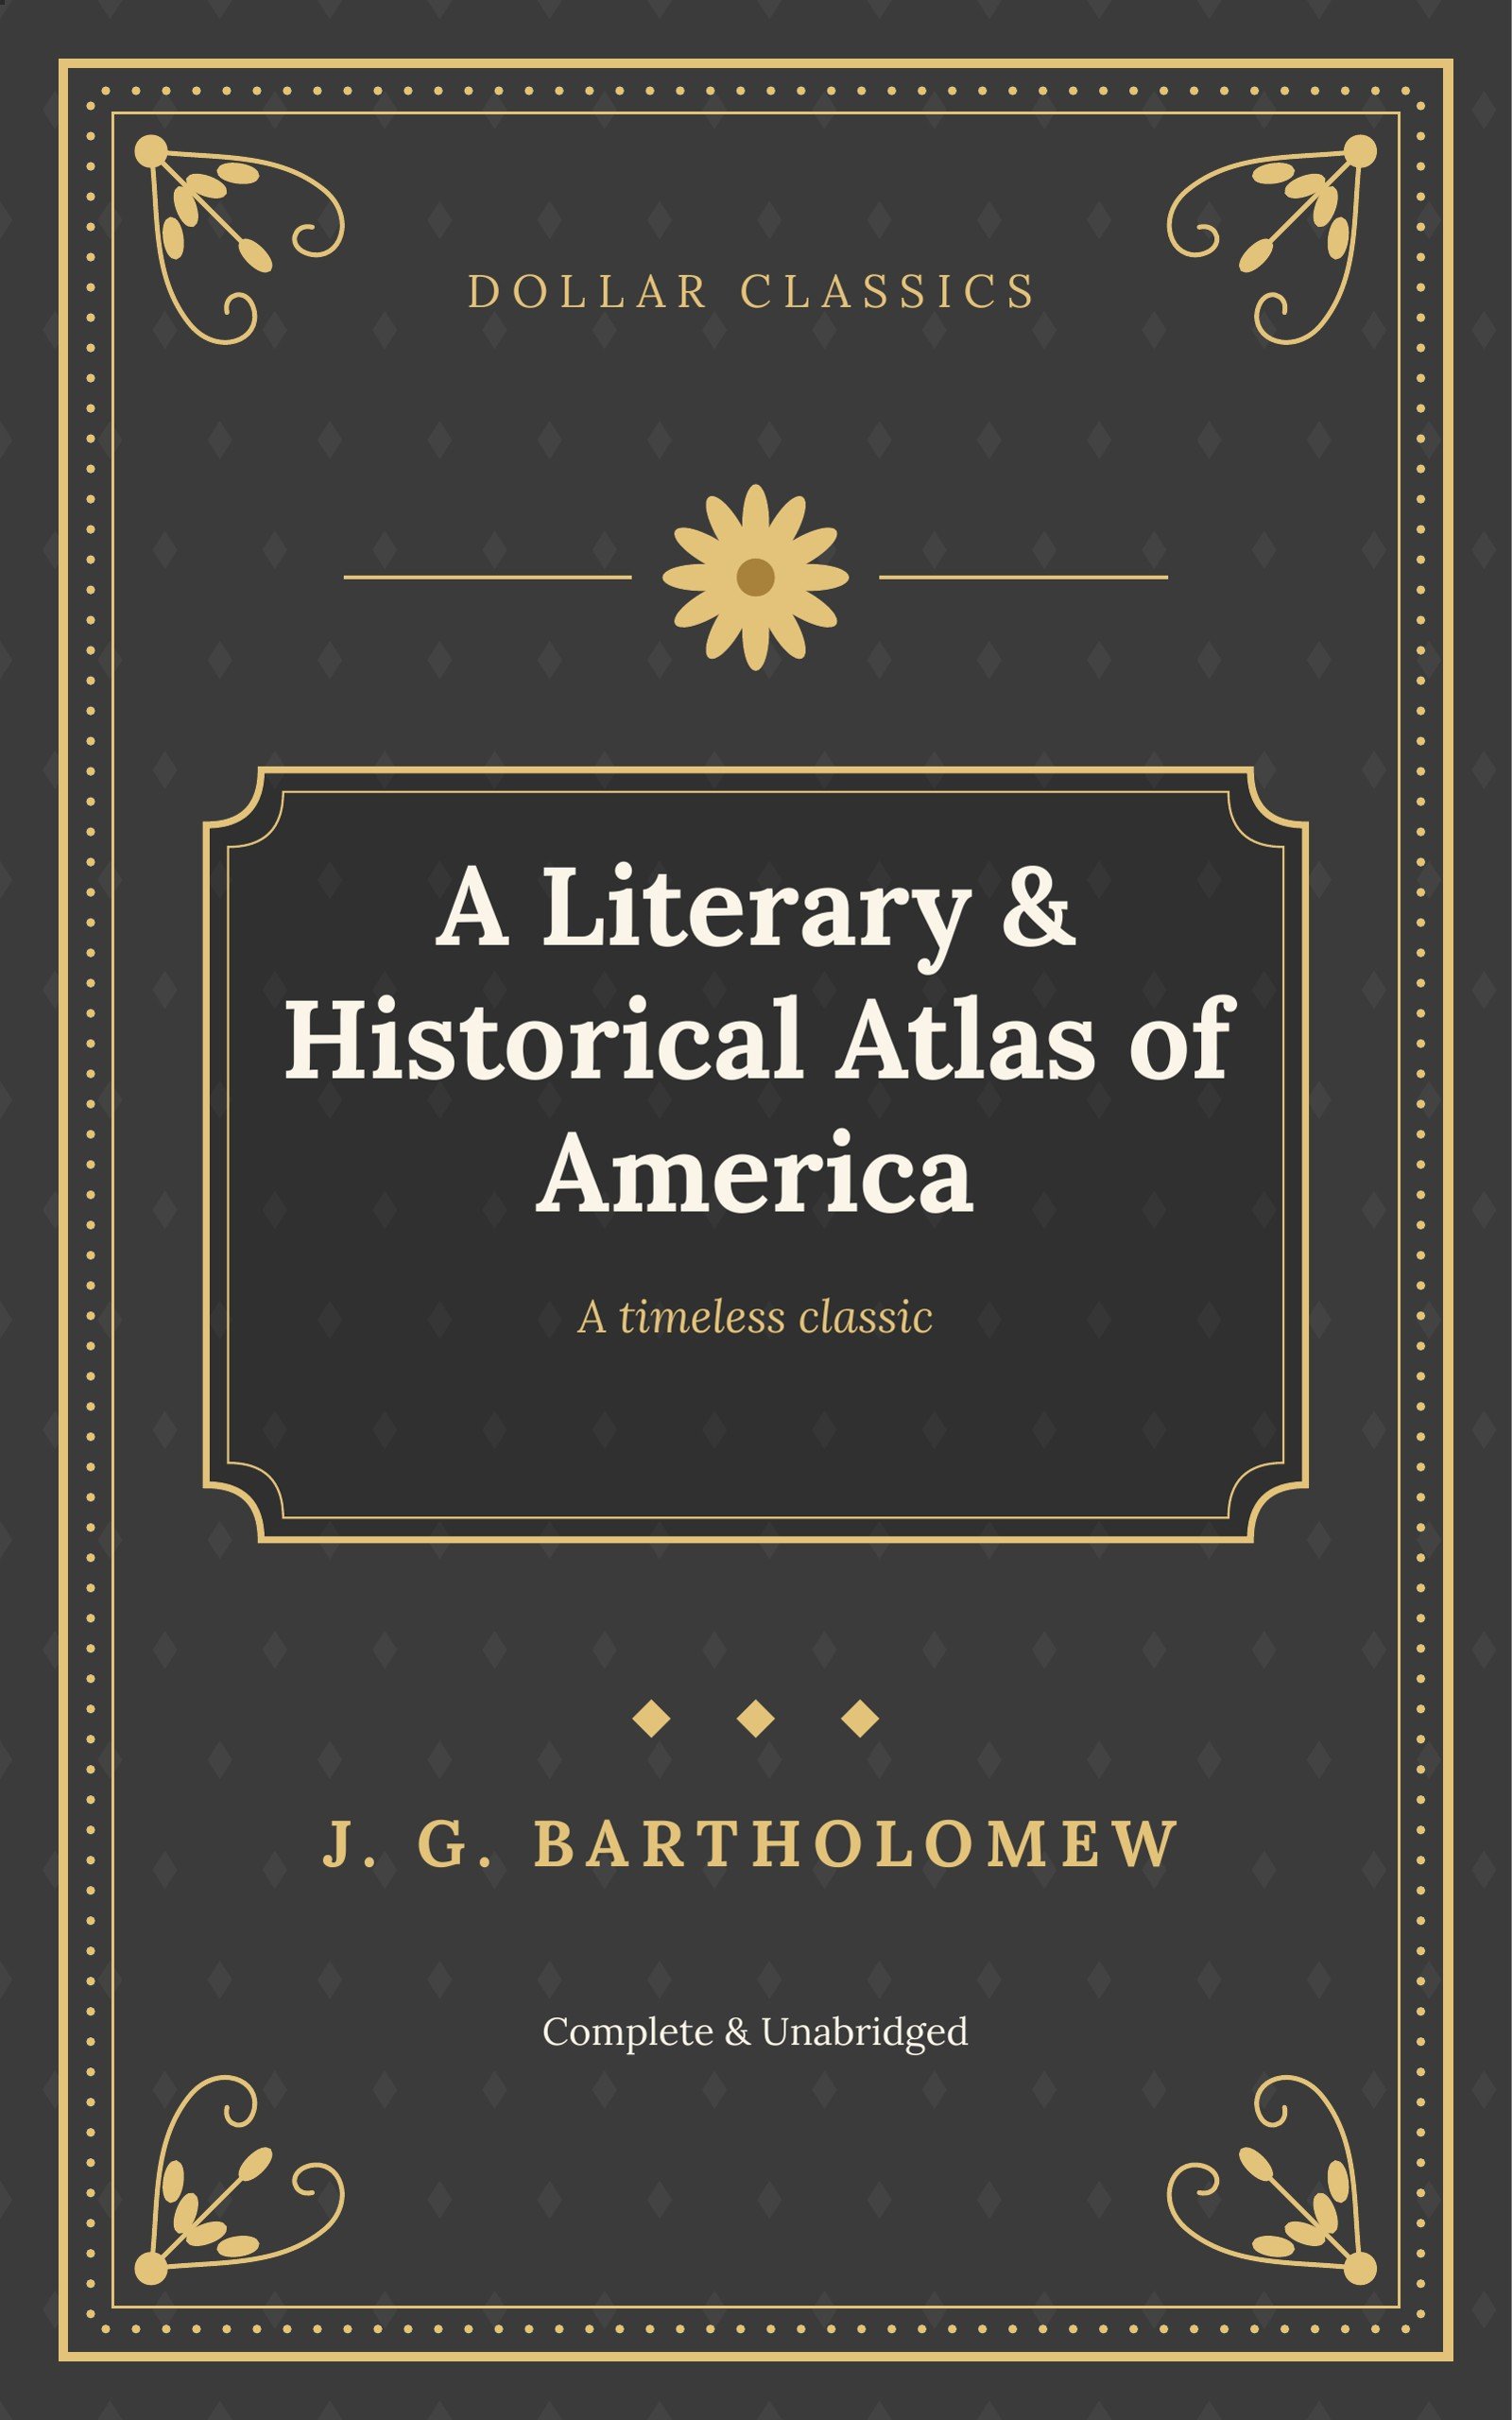 DOLLAR CLASSICS
A Literary &
Historical Atlas of
America
A timeless classic
J. G. BARTHOLOMEW
Complete & Unabridged